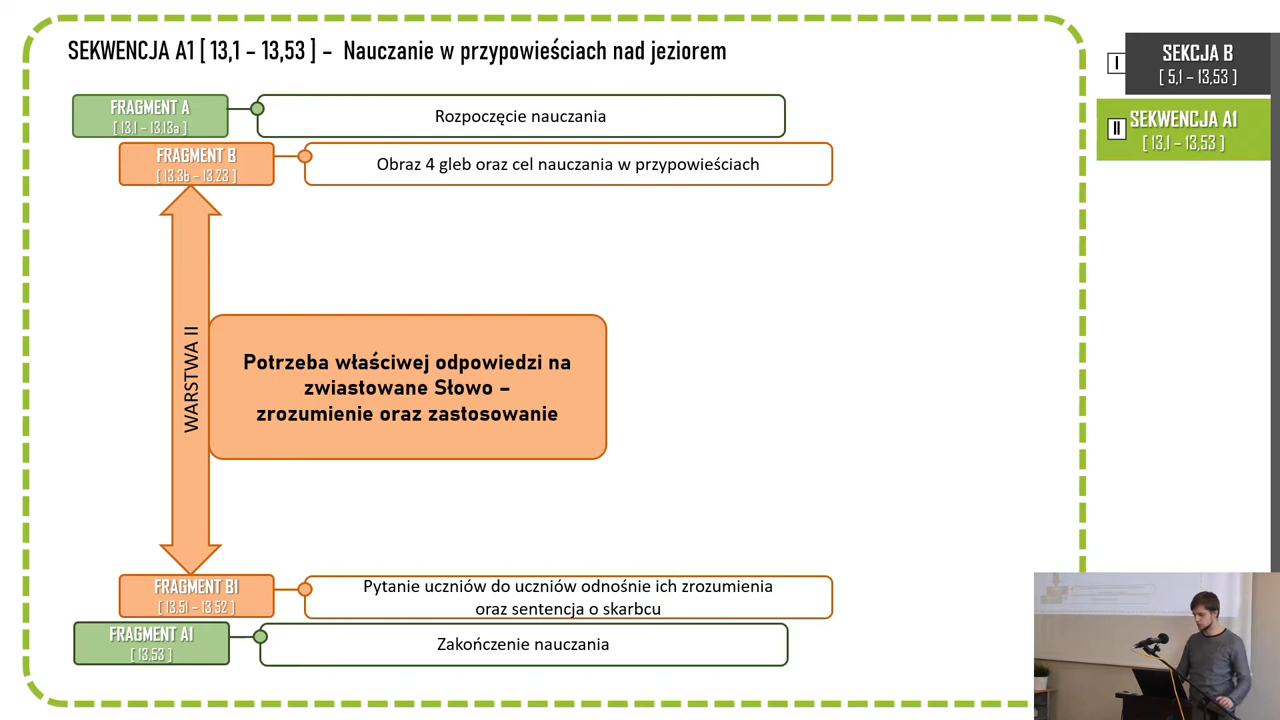 SEKWENCJA A1 [ 13,1 – 13,53 ] – Nauczanie w przypowieściach nad jeziorem
I
SEKCJA B
[ 5,1 – 13,53 ]
II
SEKWENCJA A1
[ 13,1 – 13,53 ]
FRAGMENT A
[ 13,1 – 13,13a ]
Rozpoczęcie nauczania
FRAGMENT B
[ 13,3b – 13,23 ]
Obraz 4 gleb oraz cel nauczania w przypowieściach
WARSTWA II
Potrzeba właściwej odpowiedzi na
zwiastowane Słowo –
zrozumienie oraz zastosowanie
FRAGMENT B1
[ 13,51 – 13,52 ]
Pytanie uczniów do uczniów odnośnie ich zrozumienia
oraz sentencja o skarbcu
FRAGMENT A1
[ 13,53 ]
Zakończenie nauczania